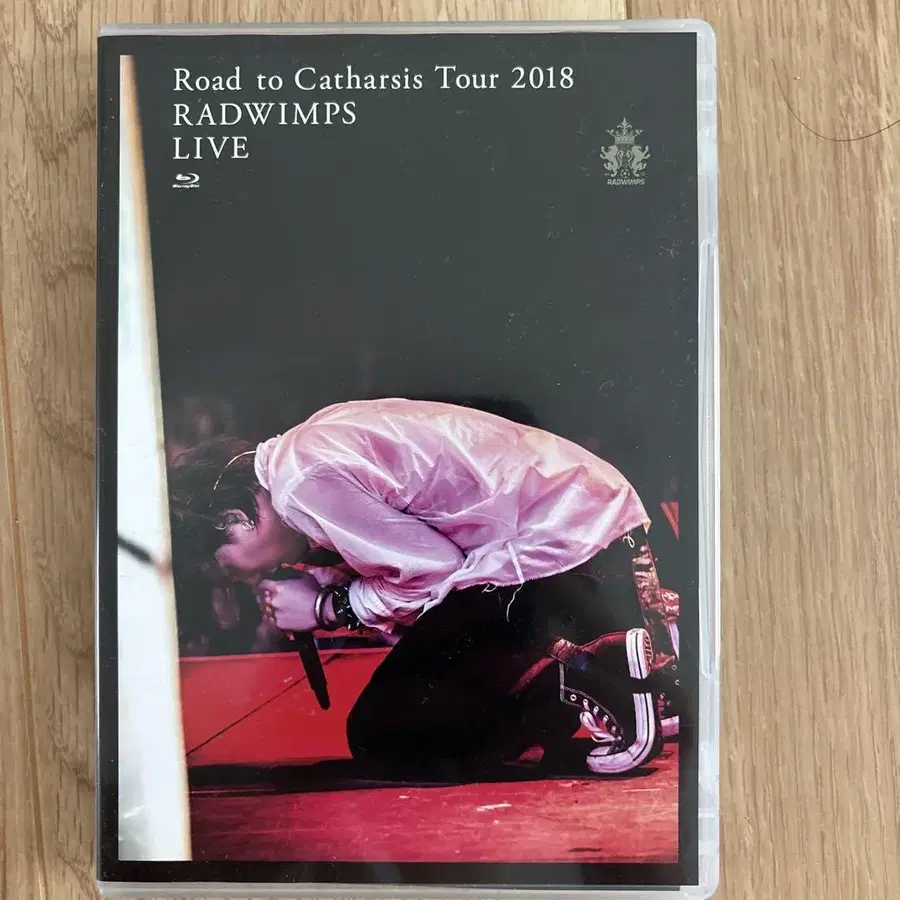 Road to Catharsis Tour 2018
RADWIMPS
LIVE
Blu-ray Disc
RADWIMPS